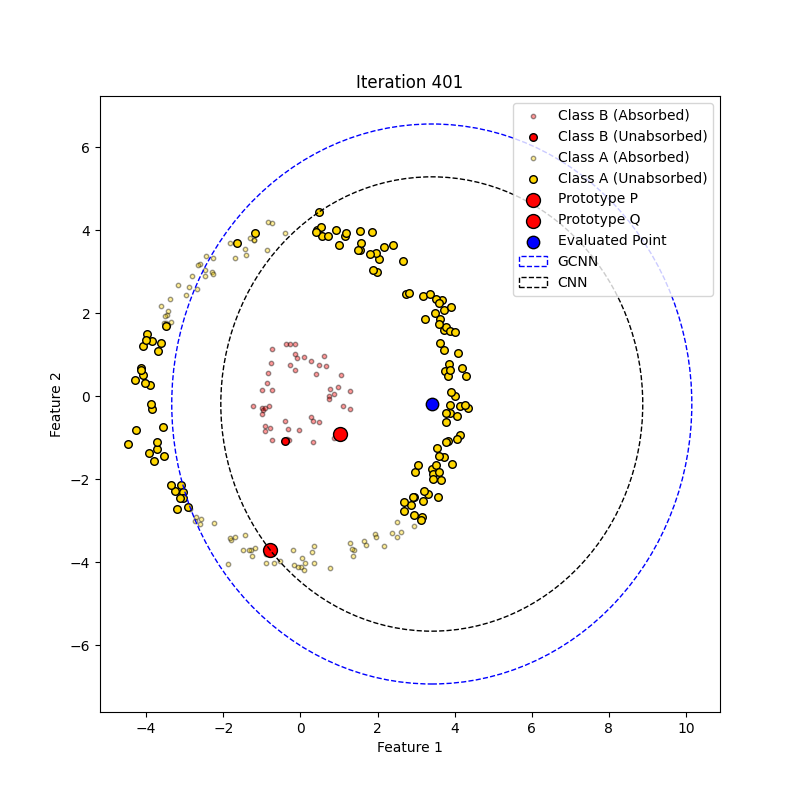 Iteration 401
Class B (Absorbed)
Class B (Unabsorbed)
Class A (Absorbed)
Class A (Unabsorbed)
Prototype P
Prototype Q
Evaluated Point
GCNN
CNN
6
4
2
0
−2
−4
−6
Feature 2
−4 −2 0 2 4 6 8 10
Feature 1